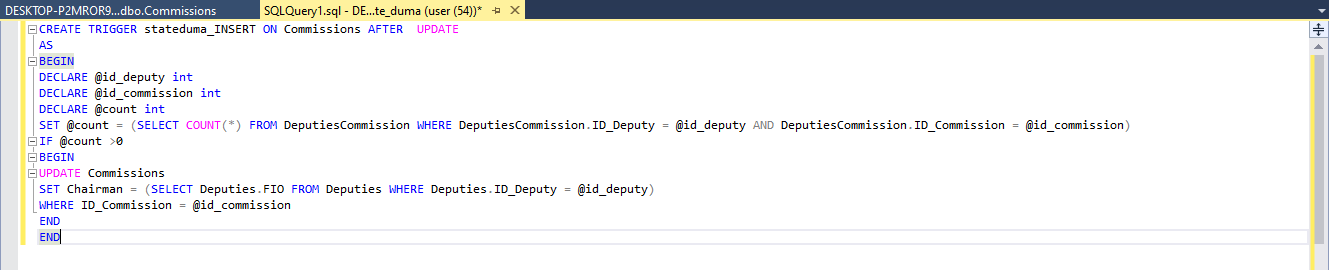 DESKTOP-P2MROR9...dbo.Commissions
SQLQuery1.sql - DE...te_duma (user (54))*
CREATE TRIGGER stateduma_INSERT ON Commissions AFTER  UPDATE
AS
BEGIN
DECLARE @id_deputy int
DECLARE @id_commission int
DECLARE @count int
SET @count = (SELECT COUNT(*) FROM DeputiesCommission WHERE DeputiesCommission.ID_Deputy = @id_deputy AND DeputiesCommission.ID_Commission = @id_commission)
IF @count >0
BEGIN
UPDATE Commissions
SET Chairman = (SELECT Deputies.FIO FROM Deputies WHERE Deputies.ID_Deputy = @id_deputy)
WHERE ID_Commission = @id_commission
END
END